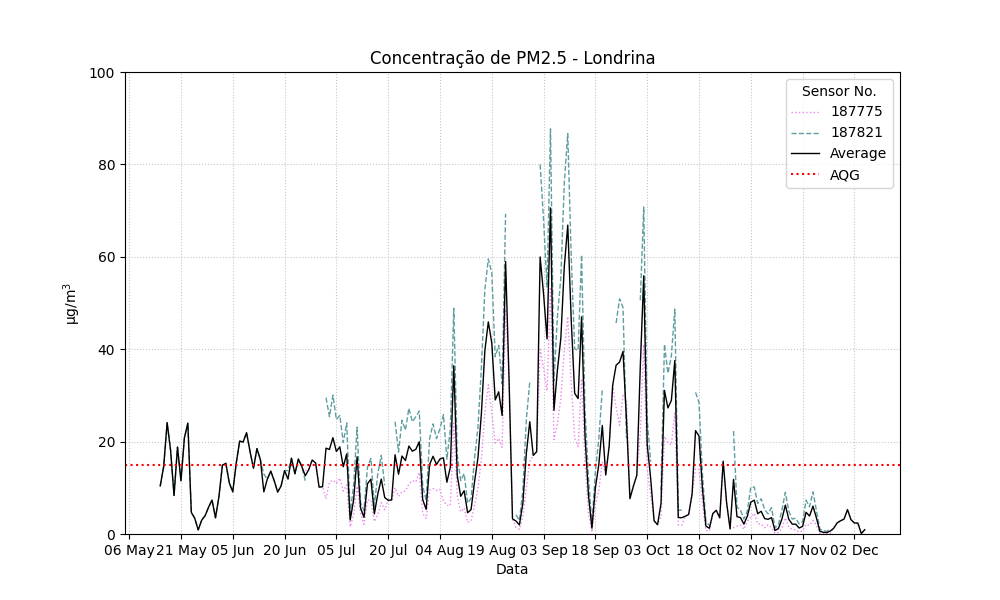 Concentração de PM2.5 - Londrina
Sensor No.
187775
187821
Average
AQG
100
80
60
40
20
0
µg/m³
06 May 21 May 05 Jun 20 Jun 05 Jul 20 Jul 04 Aug 19 Aug 03 Sep 18 Sep 03 Oct 18 Oct 02 Nov 17 Nov 02 Dec
Data